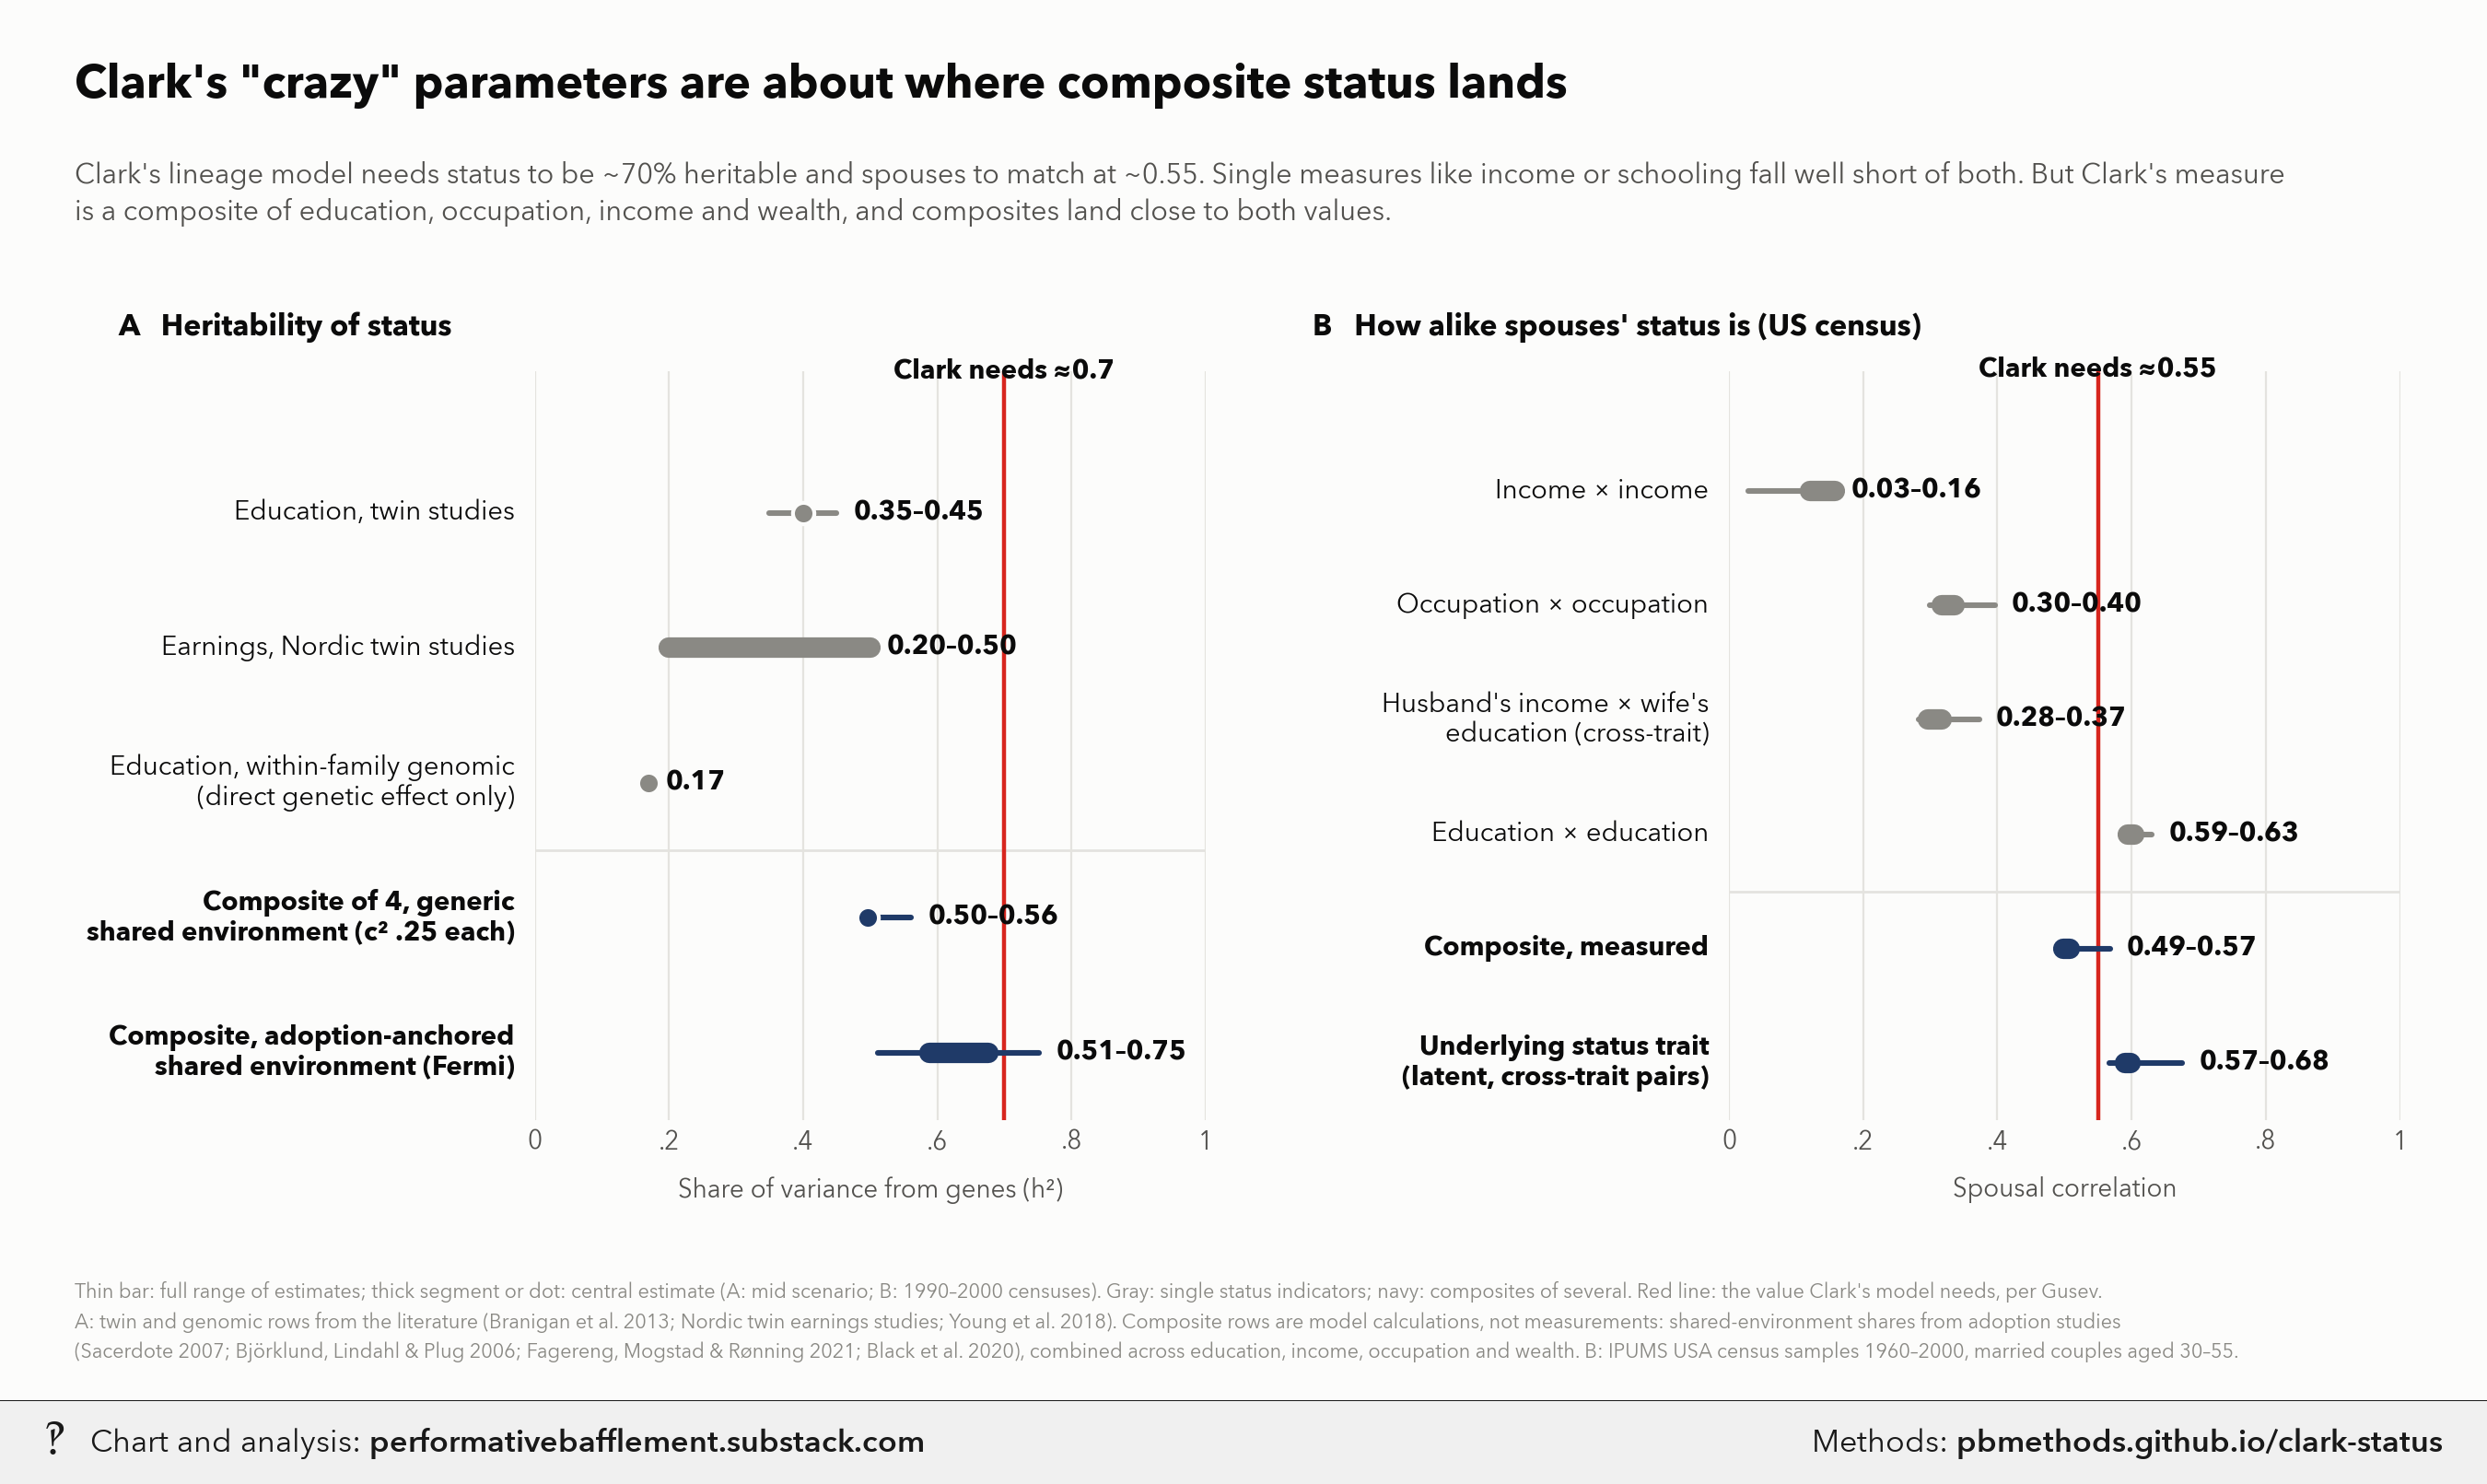 Clark's "crazy" parameters are about where composite status lands
Clark's lineage model needs status to be ~70% heritable and spouses to match at ~0.55. Single measures like income or schooling fall well short of both. But Clark's measure
is a composite of education, occupation, income and wealth, and composites land close to both values.
A Heritability of status
Clark needs ≈0.7
Education, twin studies
0.35–0.45
Earnings, Nordic twin studies
0.20–0.50
Education, within-family genomic
(direct genetic effect only)
0.17
Composite of 4, generic
shared environment (c² .25 each)
0.50–0.56
Composite, adoption-anchored
shared environment (Fermi)
0.51–0.75
0 .2 .4 .6 .8 1
Share of variance from genes (h²)
B How alike spouses' status is (US census)
Clark needs ≈0.55
Income × income
0.03–0.16
Occupation × occupation
0.30–0.40
Husband's income × wife's
education (cross-trait)
0.28–0.37
Education × education
0.59–0.63
Composite, measured
0.49–0.57
Underlying status trait
(latent, cross-trait pairs)
0.57–0.68
0 .2 .4 .6 .8 1
Spousal correlation
Thin bar: full range of estimates; thick segment or dot: central estimate (A: mid scenario; B: 1990–2000 censuses). Gray: single status indicators; navy: composites of several. Red line: the value Clark's model needs, per Gusev.
A: twin and genomic rows from the literature (Branigan et al. 2013; Nordic twin earnings studies; Young et al. 2018). Composite rows are model calculations, not measurements: shared-environment shares from adoption studies
(Sacerdote 2007; Björklund, Lindahl & Plug 2006; Fagereng, Mogstad & Rønning 2021; Black et al. 2020), combined across education, income, occupation and wealth. B: IPUMS USA census samples 1960–2000, married couples aged 30–55.
‽ Chart and analysis: performativebafflement.substack.com
Methods: pbmethods.github.io/clark-status